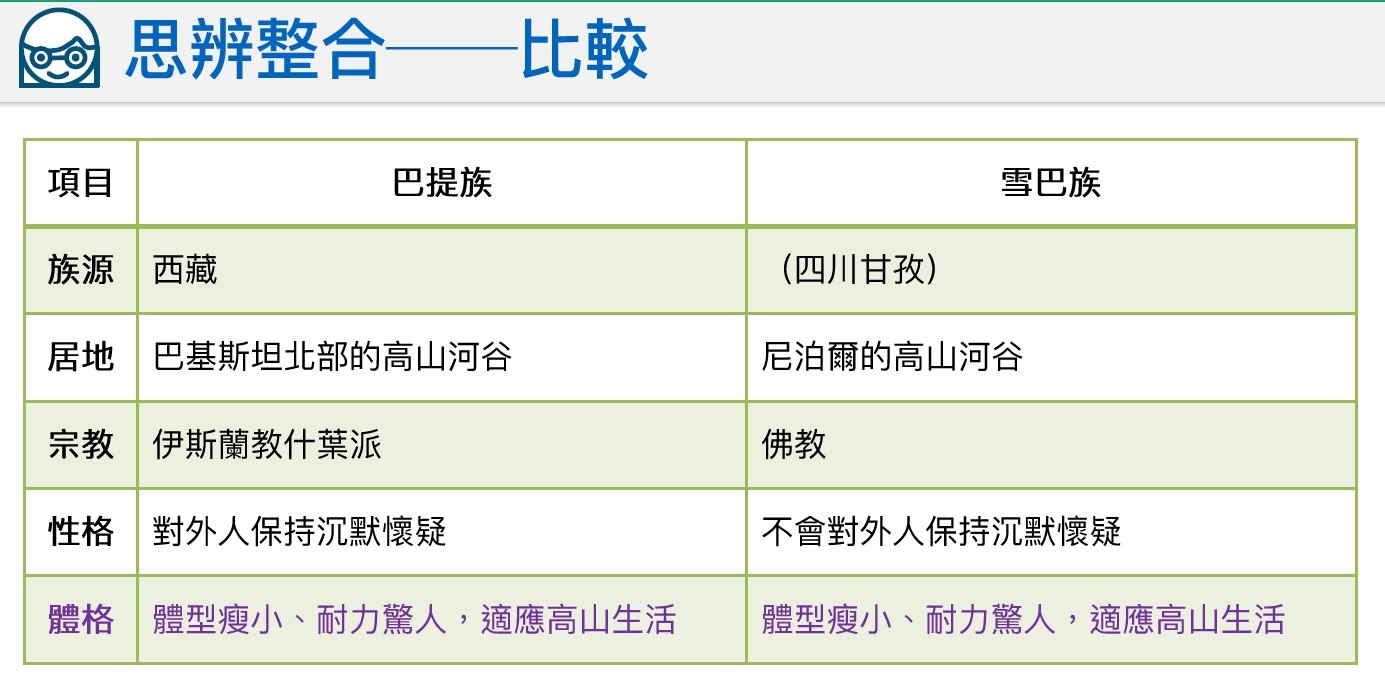 思辨整合——比較
項目 巴提族 雪巴族
族源 西藏 （四川甘孜）
居地 巴基斯坦北部的高山河谷 尼泊爾的高山河谷
宗教 伊斯蘭教什葉派 佛教
性格 對外人保持沉默懷疑 不會對外人保持沉默懷疑
體格 體型瘦小、耐力驚人，適應高山生活 體型瘦小、耐力驚人，適應高山生活